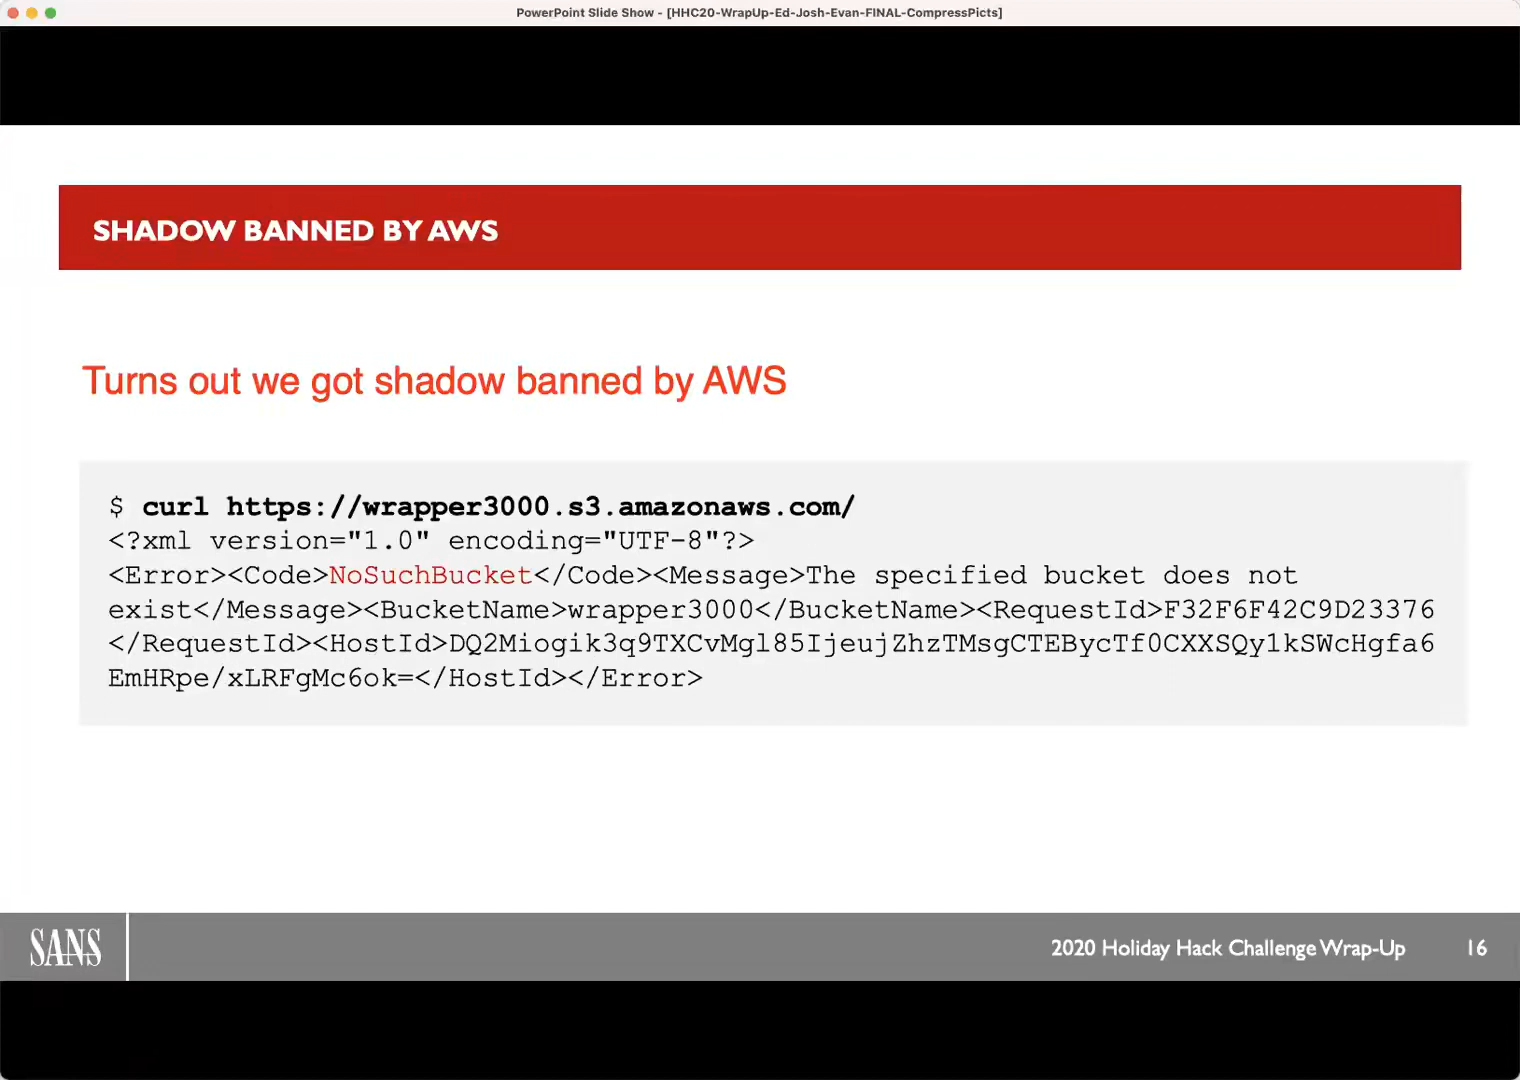 PowerPoint Slide Show - [HHC20-WrapUp-Ed-Josh-Evan-FINAL-CompressPicts]
SHADOW BANNED BY AWS
Turns out we got shadow banned by AWS
$ curl https://wrapper3000.s3.amazonaws.com/
<?xml version="1.0" encoding="UTF-8"?>
<Error><Code>NoSuchBucket</Code><Message>The specified bucket does not
exist</Message><BucketName>wrapper3000</BucketName><RequestId>F32F6F42C9D23376
</RequestId><HostId>DQ2Miogik3q9TXCvMgl85IjeujZhzTMsgCTEBycTf0CXXSQy1kSWcHgfa6
EmHRpe/xLRFgMc6ok=</HostId></Error>
SANS
2020 Holiday Hack Challenge Wrap-Up
16